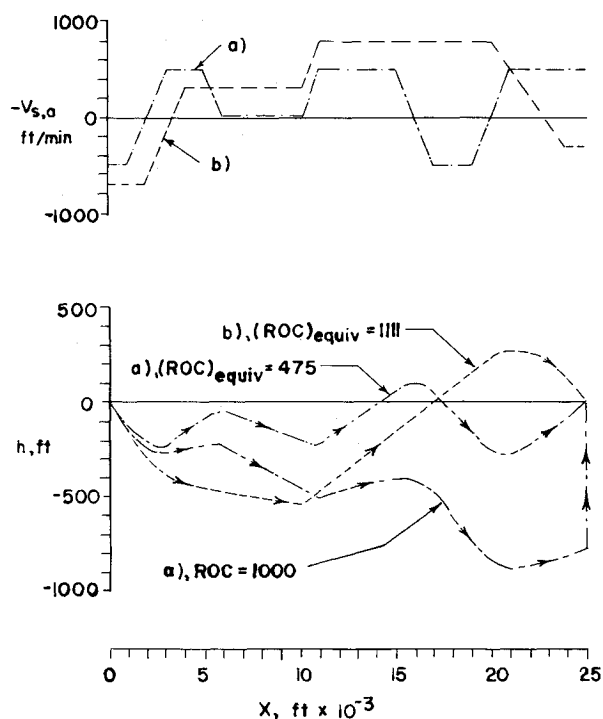 1000
a)
0
-Vs,a
ft/min
b)
-1000
500
b),(ROC)equiv = 1111
a),(ROC)equiv = 475
0
h, ft
-500
a), ROC = 1000
-1000
0 5 10 15 20 25
X, ft x 10-3